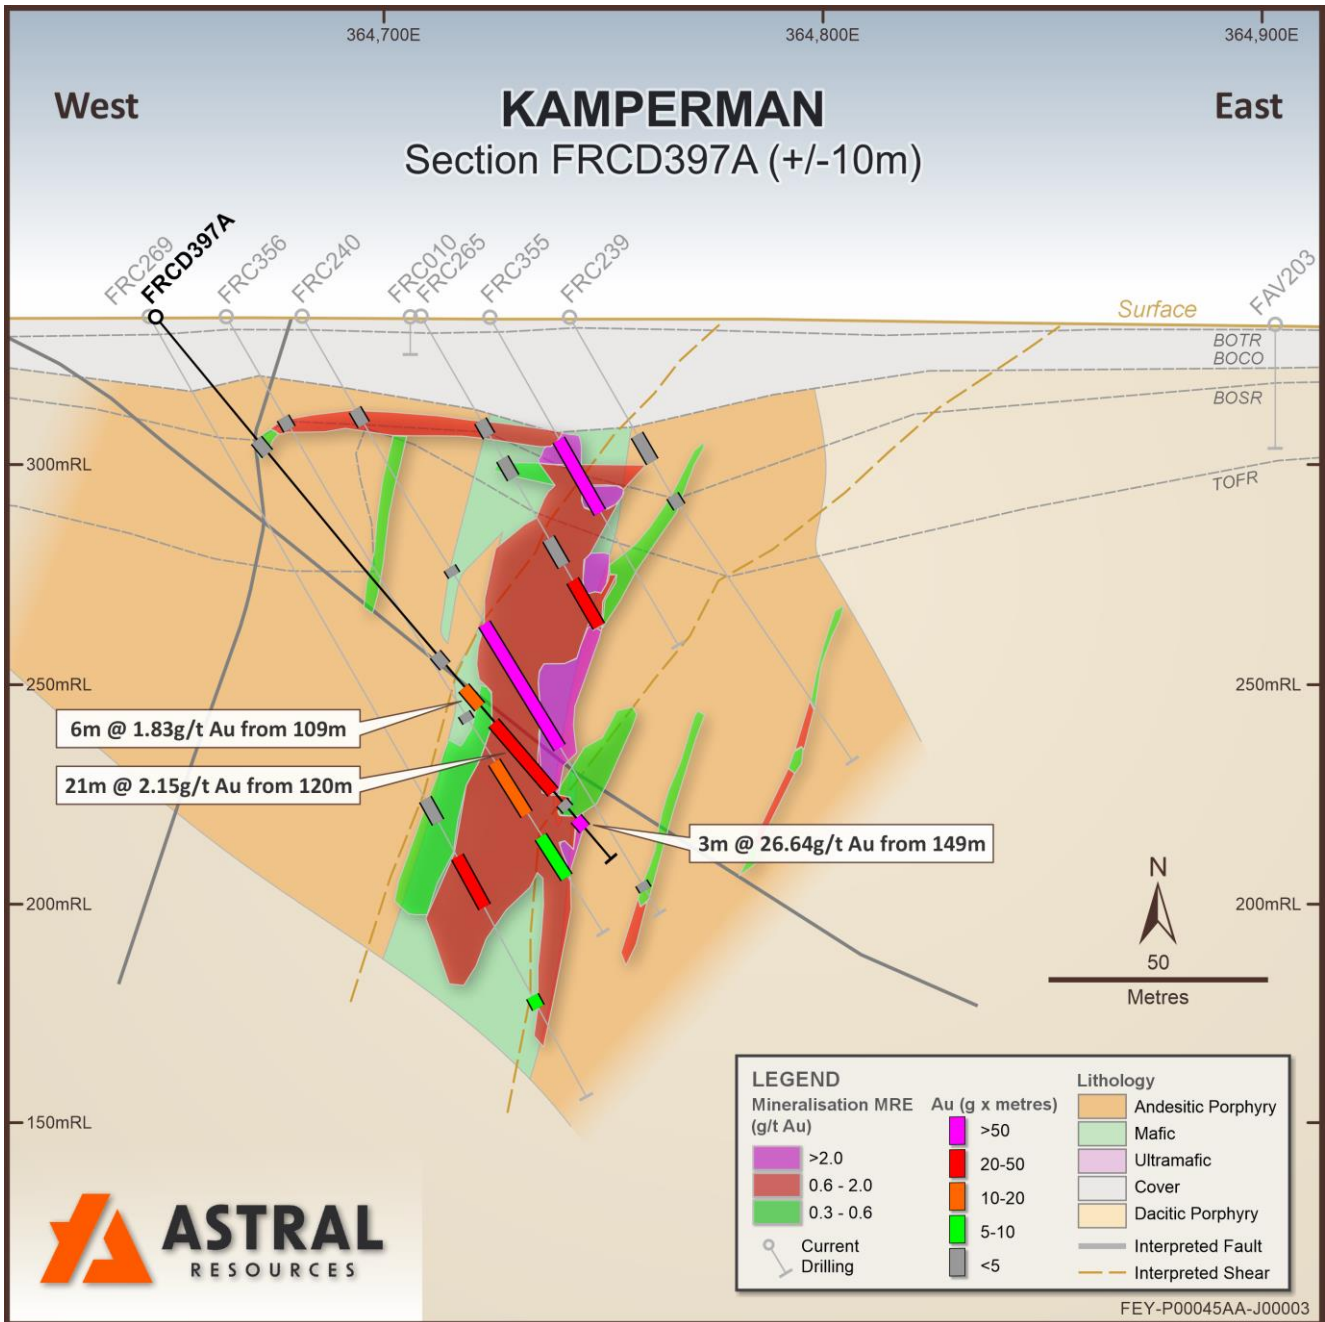 364,700E
364,800E
364,900E
West
KAMPERMAN
East
Section FRCD397A (+/-10m)
FRC269
FRCD397A
FRC356
FRC240
FRC010
FRC265
FRC355
FRC239
FAV203
Surface
BOTR
BOCO
BOSR
TOFR
300mRL
250mRL
250mRL
6m @ 1.83g/t Au from 109m
21m @ 2.15g/t Au from 120m
3m @ 26.64g/t Au from 149m
200mRL
200mRL
N
50
Metres
150mRL
LEGEND
Mineralisation MRE
(g/t Au)
>2.0
0.6 - 2.0
0.3 - 0.6
Current
Drilling
Au (g x metres)
>50
20-50
10-20
5-10
<5
Lithology
Andesitic Porphyry
Mafic
Ultramafic
Cover
Dacitic Porphyry
Interpreted Fault
Interpreted Shear
ASTRAL
RESOURCES
FEY-P00045AA-J00003